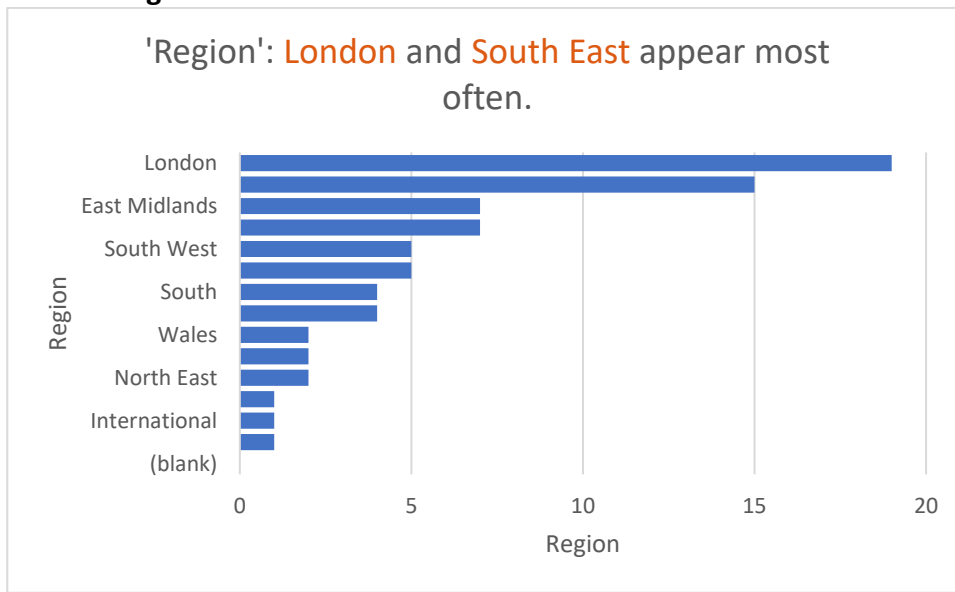 'Region': London and South East appear most
often.
London
East Midlands
South West
South
Wales
North East
International
(blank)
Region
0 5 10 15 20
Region